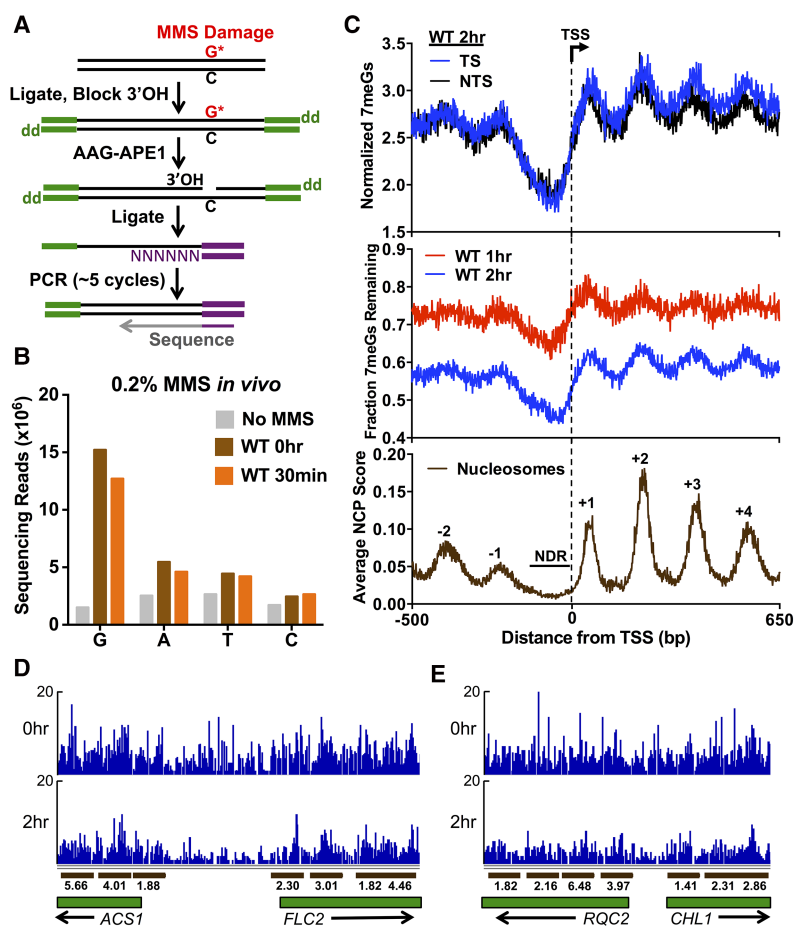 A
MMS Damage
G*
C
Ligate, Block 3'OH
G*
dd
dd
C
AAG-APE1
3'OH
dd
dd
C
Ligate
NNNNNN
PCR (~5 cycles)
Sequence
B
0.2% MMS in vivo
Sequencing Reads (x10⁶)
20
15
10
5
0
No MMS
WT 0hr
WT 30min
G A T C
C
WT 2hr
TS
NTS
TSS
Normalized 7meGs
3.5
3.0
2.5
2.0
1.5
WT 1hr
WT 2hr
Fraction 7meGs Remaining
0.9
0.8
0.7
0.6
0.5
0.4
Nucleosomes
Average NCP Score
0.20
0.15
0.10
0.05
0.00
-2
-1
NDR
+1
+2
+3
+4
-500 0 650
Distance from TSS (bp)
D
20
0hr
20
2hr
5.66 4.01 1.88 2.30 3.01 1.82 4.46
ACS1 FLC2
E
20
0hr
20
2hr
1.82 2.16 6.48 3.97 1.41 2.31 2.86
RQC2 CHL1